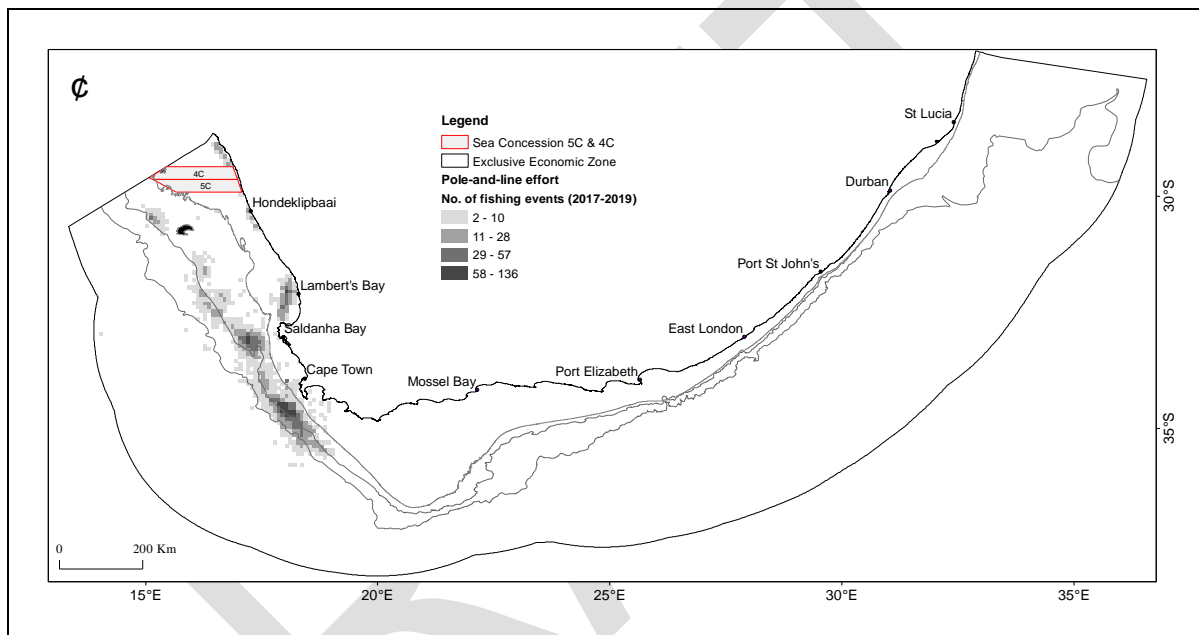 ¢
Legend
Sea Concession 5C & 4C
Exclusive Economic Zone
Pole-and-line effort
No. of fishing events (2017-2019)
2 - 10
11 - 28
29 - 57
58 - 136
St Lucia
Durban
Port St John's
East London
Port Elizabeth
Mossel Bay
Cape Town
Saldanha Bay
Lambert's Bay
Hondeklipbaai
4C
5C
30°S
35°S
0 200 Km
15°E 20°E 25°E 30°E 35°E